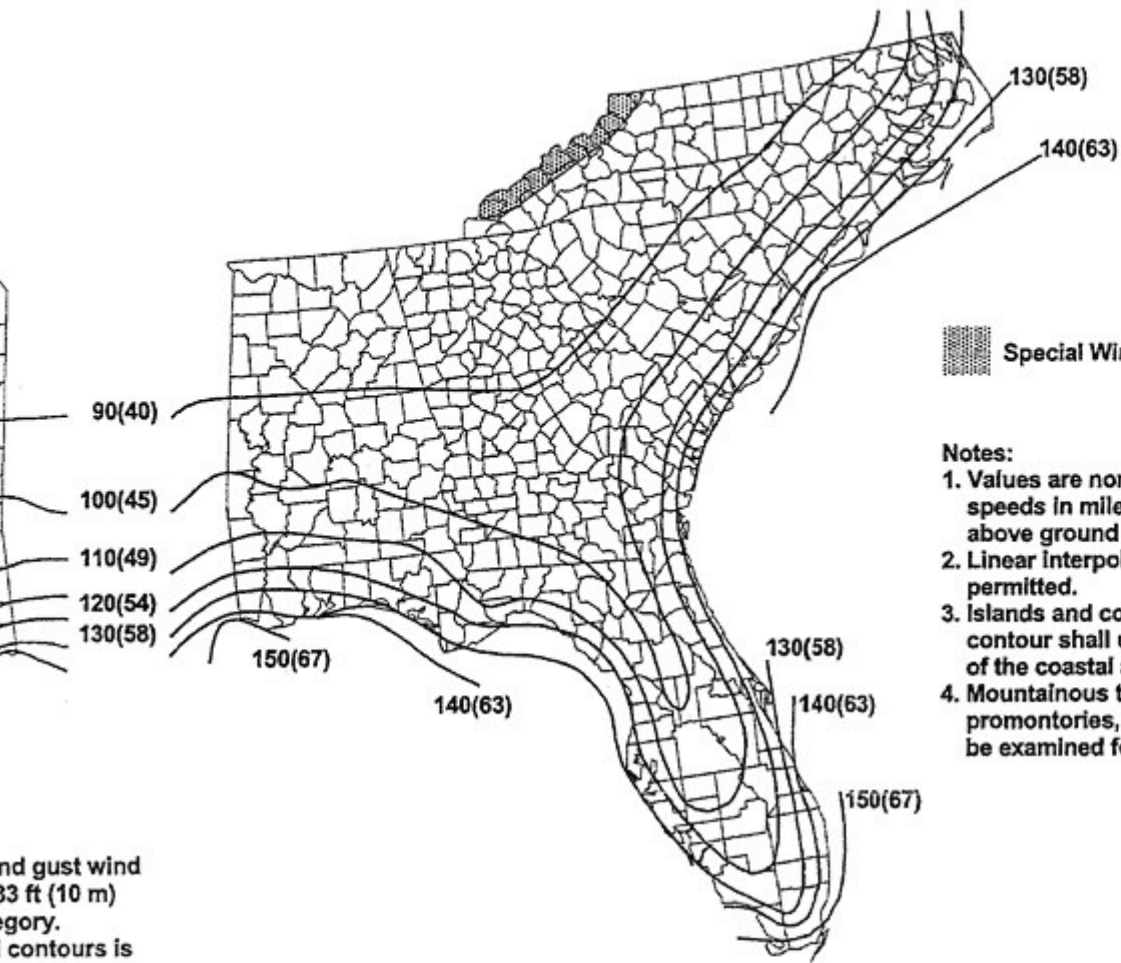 130(58)
140(63)
Special Wi
90(40)
100(45)
110(49)
120(54)
130(58)
150(67)
140(63)
130(58)
140(63)
150(67)
Notes:
1. Values are
speeds in mile
above ground
2. Linear
permitted.
3. Islands and
contour shall
of the coastal
4. Mountainous
promontories,
be examined
nd gust wind
33 ft (10 m)
egory.
contours is